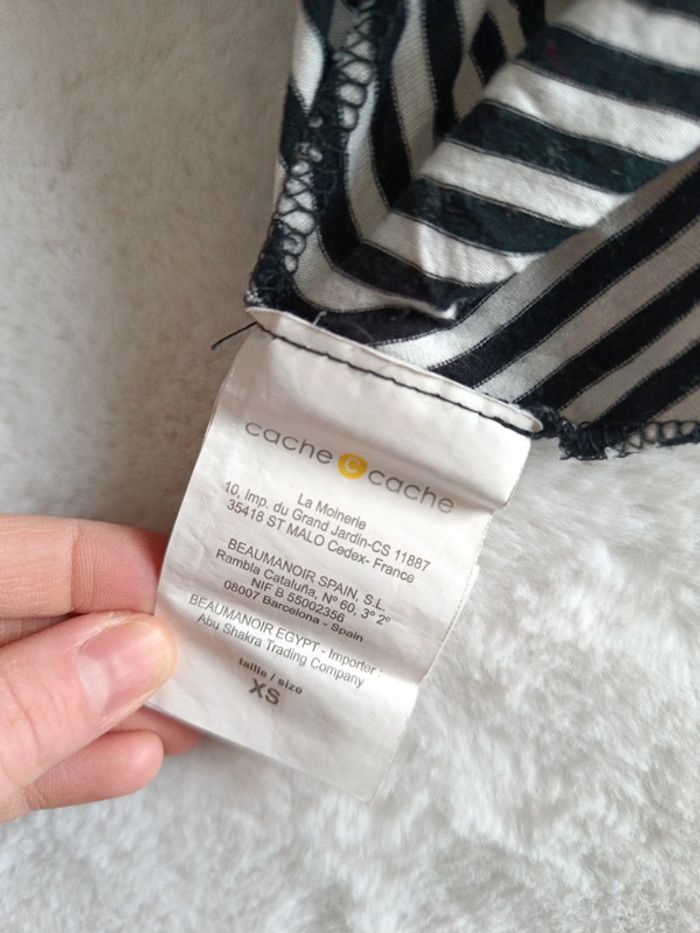 cache c cache
La Moinerie
10, Imp. du Grand Jardin-CS 11887
35418 ST MALO Cedex- France
BEAUMANOIR SPAIN, S.L.
Rambla Cataluña, Nº 60, 3º 2º
NIF B 55002356
08007 Barcelona - Spain
BEAUMANOIR EGYPT - Importer :
Abu Shakra Trading Company
taille / size
XS